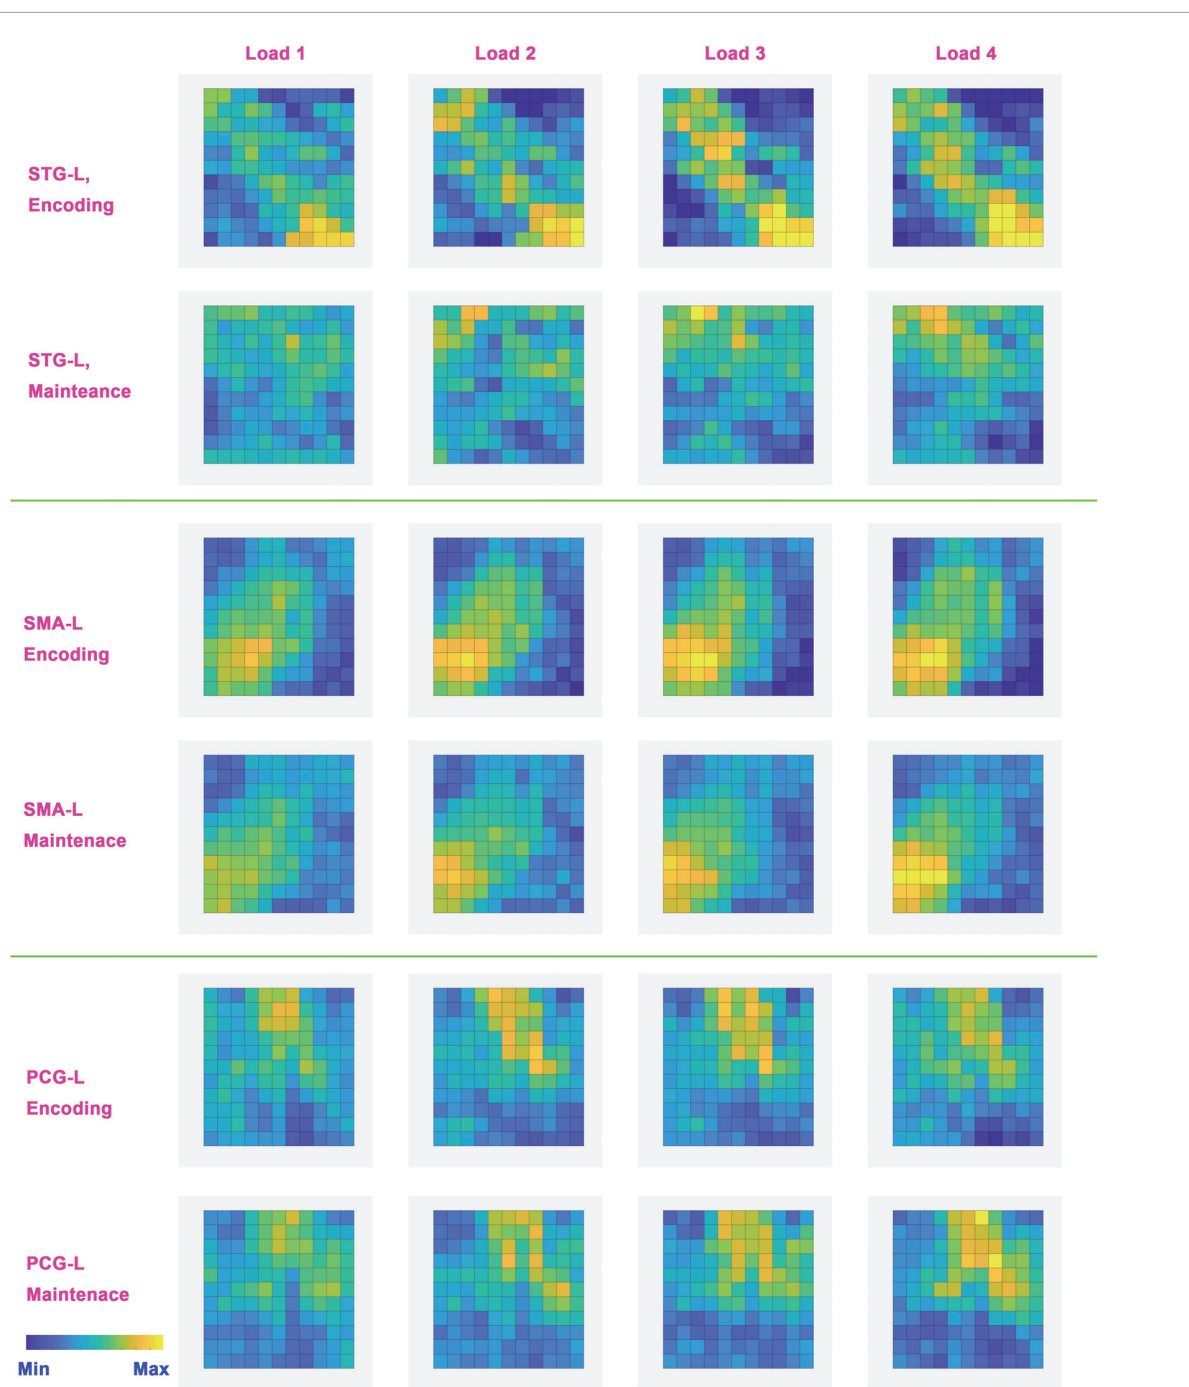 Load 1 Load 2 Load 3 Load 4
STG-L,
Encoding
STG-L,
Mainteance
SMA-L
Encoding
SMA-L
Maintenace
PCG-L
Encoding
PCG-L
Maintenace
Min Max